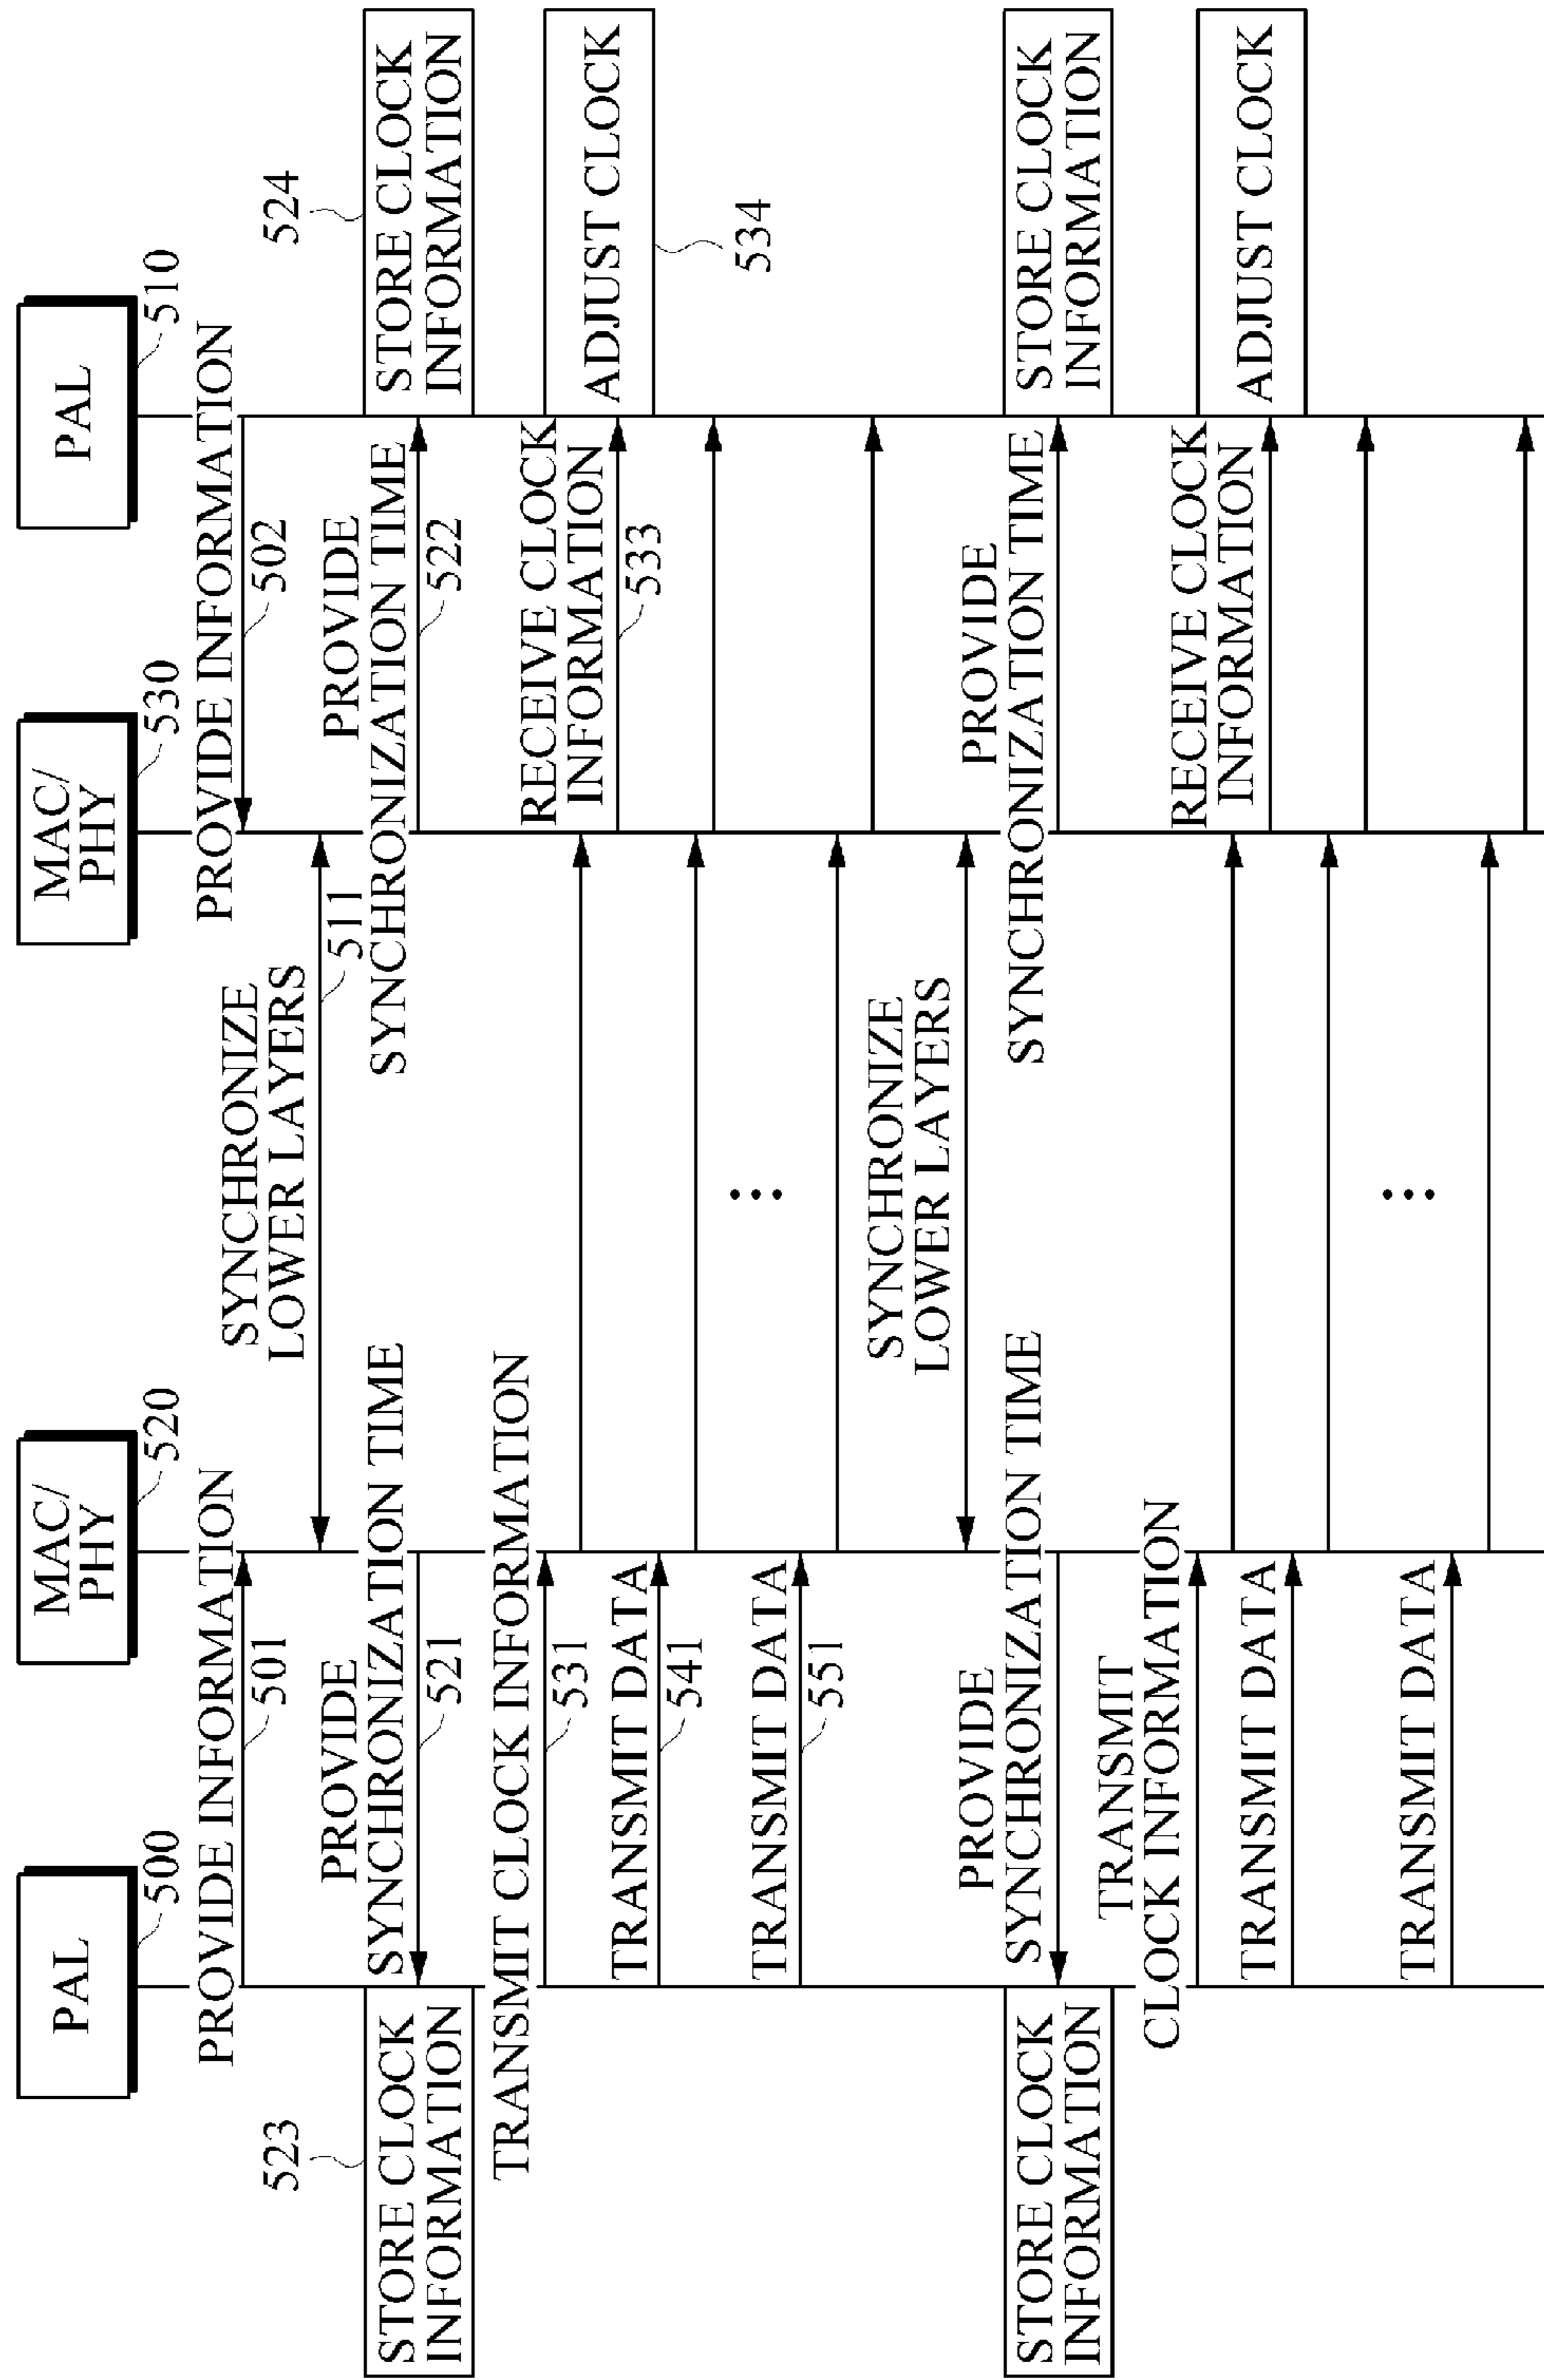 PAL
500
MAC/
PHY
520
MAC/
PHY
530
PAL
510
PROVIDE INFORMATION
501
PROVIDE INFORMATION
502
SYNCHRONIZE
LOWER LAYERS
511
PROVIDE
SYNCHRONIZATION TIME
521
PROVIDE
SYNCHRONIZATION TIME
522
523
STORE CLOCK
INFORMATION
524
STORE CLOCK
INFORMATION
TRANSMIT CLOCK INFORMATION
531
RECEIVE CLOCK
INFORMATION
533
ADJUST CLOCK
534
TRANSMIT DATA
541
TRANSMIT DATA
551
...
SYNCHRONIZE
LOWER LAYERS
PROVIDE
SYNCHRONIZATION TIME
PROVIDE
SYNCHRONIZATION TIME
STORE CLOCK
INFORMATION
STORE CLOCK
INFORMATION
TRANSMIT
CLOCK INFORMATION
RECEIVE CLOCK
INFORMATION
ADJUST CLOCK
TRANSMIT DATA
...
TRANSMIT DATA